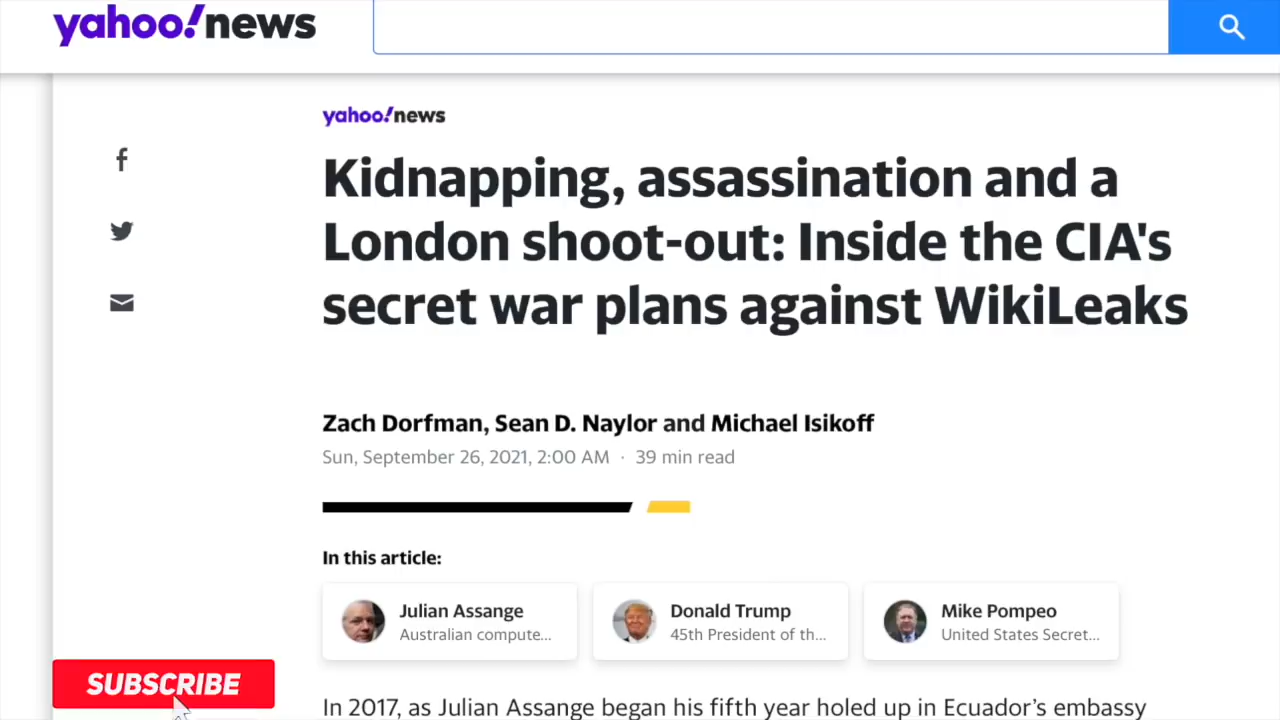 yahoo!news
yahoo!news
Kidnapping, assassination and a
London shoot-out: Inside the CIA's
secret war plans against WikiLeaks
Zach Dorfman, Sean D. Naylor and Michael Isikoff
Sun, September 26, 2021, 2:00 AM · 39 min read
In this article:
Julian Assange
Australian compute...
Donald Trump
45th President of th...
Mike Pompeo
United States Secret...
SUBSCRIBE
In 2017, as Julian Assange began his fifth year holed up in Ecuador’s embassy